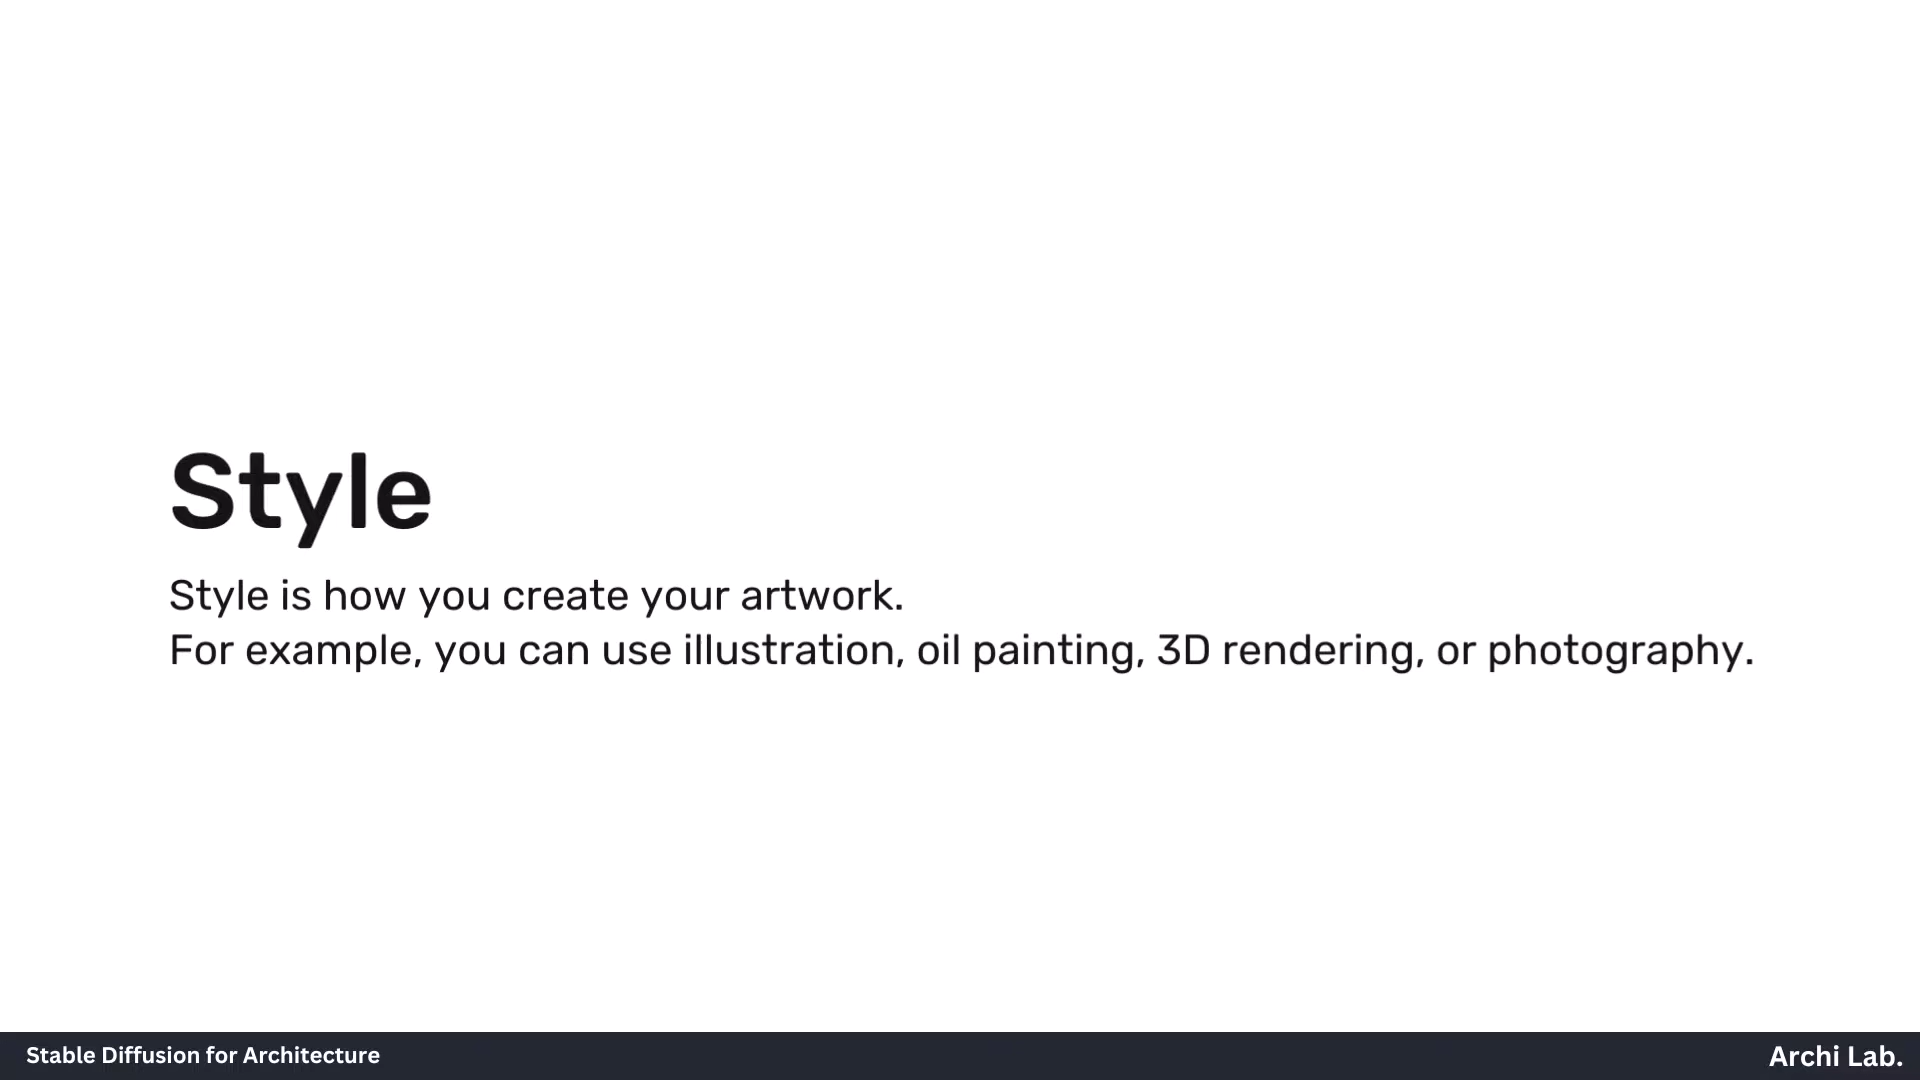 Style
Style is how you create your artwork.
For example, you can use illustration, oil painting, 3D rendering, or photography.
Stable Diffusion for Architecture
Archi Lab.